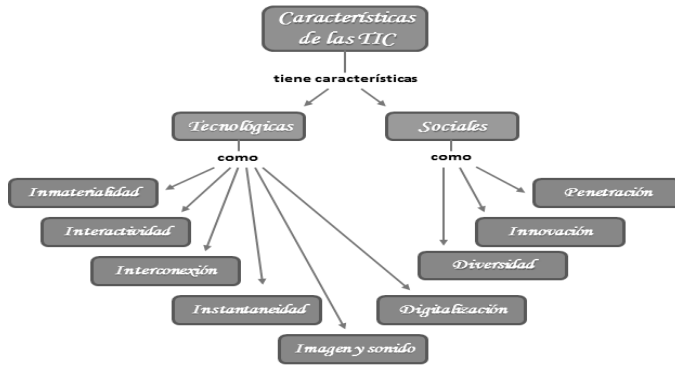 Características
de las TIC
tiene características
Tecnológicas
Sociales
como
como
Inmaterialidad
Penetración
Interactividad
Innovación
Interconexión
Diversidad
Instantaneidad
Digitalización
Imagen y sonido